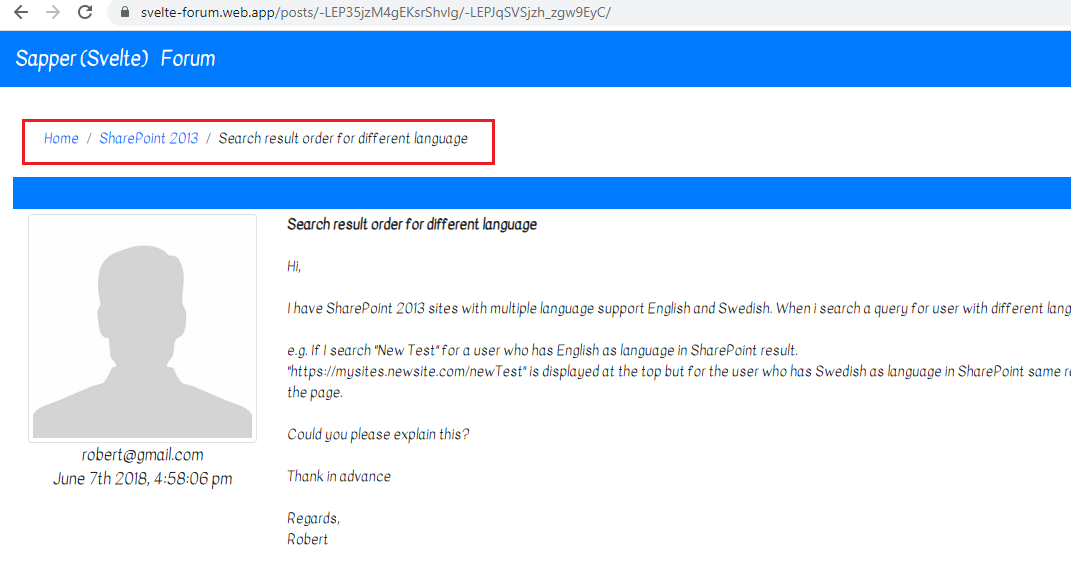 svelte-forum.web.app/posts/-LEP35jzM4gEKsrShvlg/-LEPJqSVSjzh_zgw9EyC/
Sapper (Svelte) Forum
Home / SharePoint 2013 / Search result order for different language
Search result order for different language
Hi,
I have SharePoint 2013 sites with multiple language support English and Swedish. When i search a query for user with different lang
e.g. If I search "New Test" for a user who has English as language in SharePoint result.
"https://mysites.newsite.com/newTest" is displayed at the top but for the user who has Swedish as language in SharePoint same re
the page.
Could you please explain this?
Thank in advance
Regards,
Robert
robert@gmail.com
June 7th 2018, 4:58:06 pm